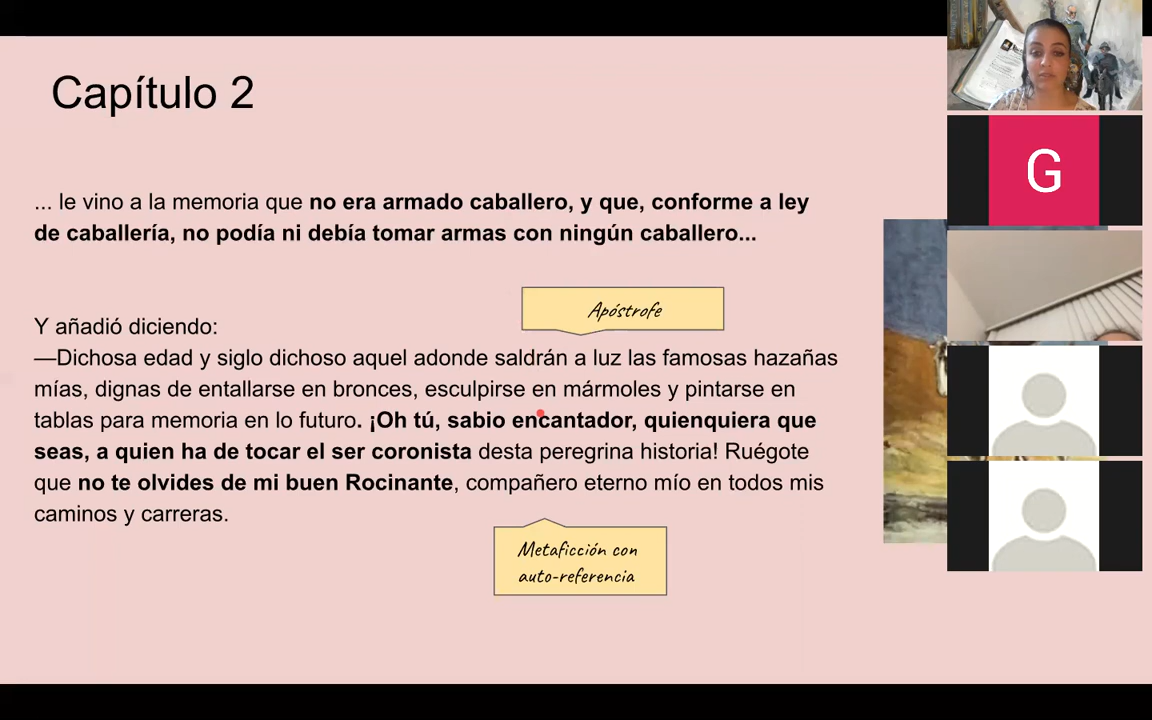 Capítulo 2
... le vino a la memoria que no era armado caballero, y que, conforme a ley
de caballería, no podía ni debía tomar armas con ningún caballero...
Apóstrofe
Y añadió diciendo:
—Dichosa edad y siglo dichoso aquel adonde saldrán a luz las famosas hazañas
mías, dignas de entallarse en bronces, esculpirse en mármoles y pintarse en
tablas para memoria en lo futuro. ¡Oh tú, sabio encantador, quienquiera que
seas, a quien ha de tocar el ser coronista desta peregrina historia! Ruégote
que no te olvides de mi buen Rocinante, compañero eterno mío en todos mis
caminos y carreras.
Metaficción con
auto-referencia
G